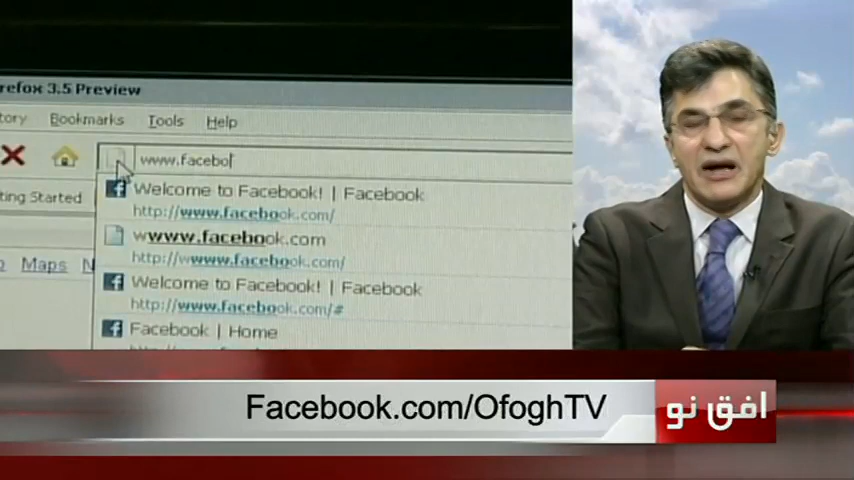 refox 3.5 Preview
tory Bookmarks Tools Help
www.facebo
ting Started
Welcome to Facebook! | Facebook
http://www.facebook.com/
wwww.facebook.com
Maps
http://wwww.facebook.com/
Welcome to Facebook! | Facebook
http://www.facebook.com/#
Facebook | Home
Facebook.com/OfoghTV
افق نو